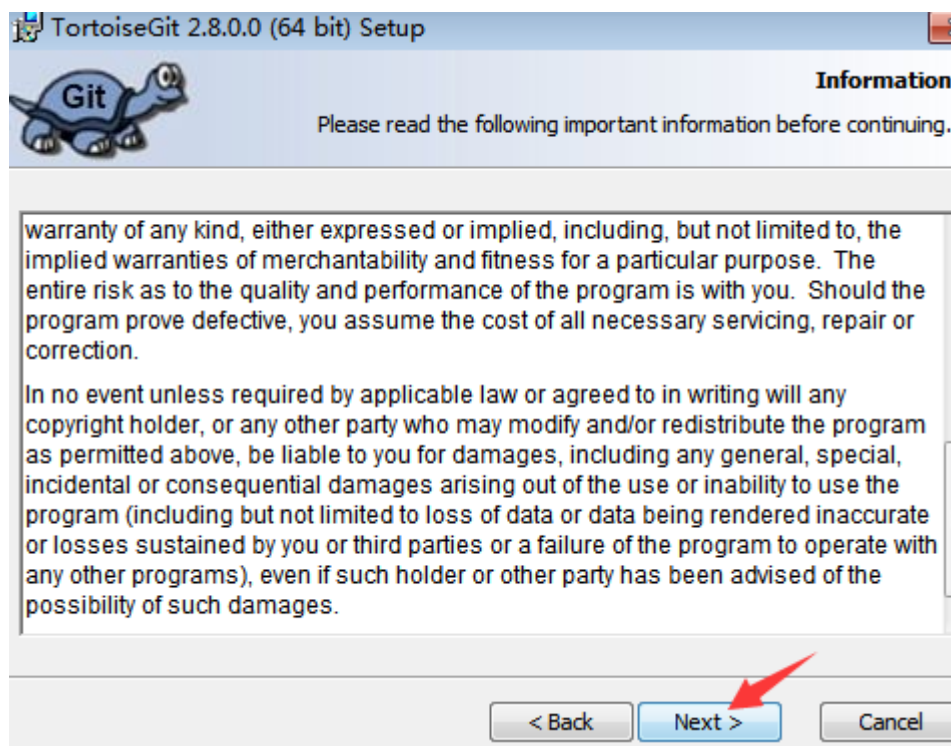 TortoiseGit 2.8.0.0 (64 bit) Setup
Git
Information
Please read the following important information before continuing.
warranty of any kind, either expressed or implied, including, but not limited to, the
implied warranties of merchantability and fitness for a particular purpose.  The
entire risk as to the quality and performance of the program is with you.  Should the
program prove defective, you assume the cost of all necessary servicing, repair or
correction.
In no event unless required by applicable law or agreed to in writing will any
copyright holder, or any other party who may modify and/or redistribute the program
as permitted above, be liable to you for damages, including any general, special,
incidental or consequential damages arising out of the use or inability to use the
program (including but not limited to loss of data or data being rendered inaccurate
or losses sustained by you or third parties or a failure of the program to operate with
any other programs), even if such holder or other party has been advised of the
possibility of such damages.
< Back Next > Cancel